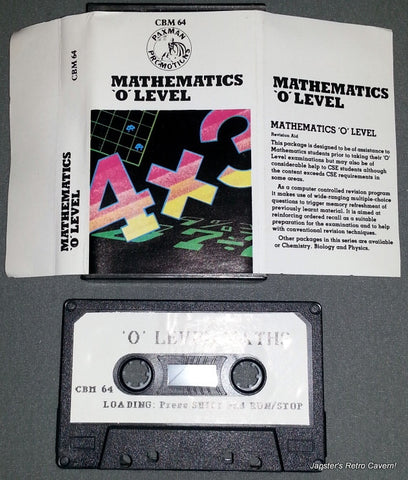 CBM 64
MATHEMATICS
'O' LEVEL
CBM 64
PAXMAN
PROMOTIONS
MATHEMATICS
'O' LEVEL
4×3
MATHEMATICS
'O' LEVEL
MATHEMATICS 'O' LEVEL
Revision Aid
This package is designed to be of assistance to
Mathematics students prior to taking their 'O'
Level examinations but may also be of
considerable help to CSE students although
the content exceeds CSE requirements in
some areas.
As a computer controlled revision program
it makes use of wide-ranging multiple-choice
questions to trigger memory refreshment of
previously learnt material. It is aimed at
reinforcing ordered recall as a suitable
preparation for the examination and to help
with conventional revision techniques.
Other packages in this series are available
or Chemistry, Biology and Physics.
'O' LEVEL MATHS
CBM 64
LOADING: Press SHIFT and RUN/STOP
Japster's Retro Cavern!